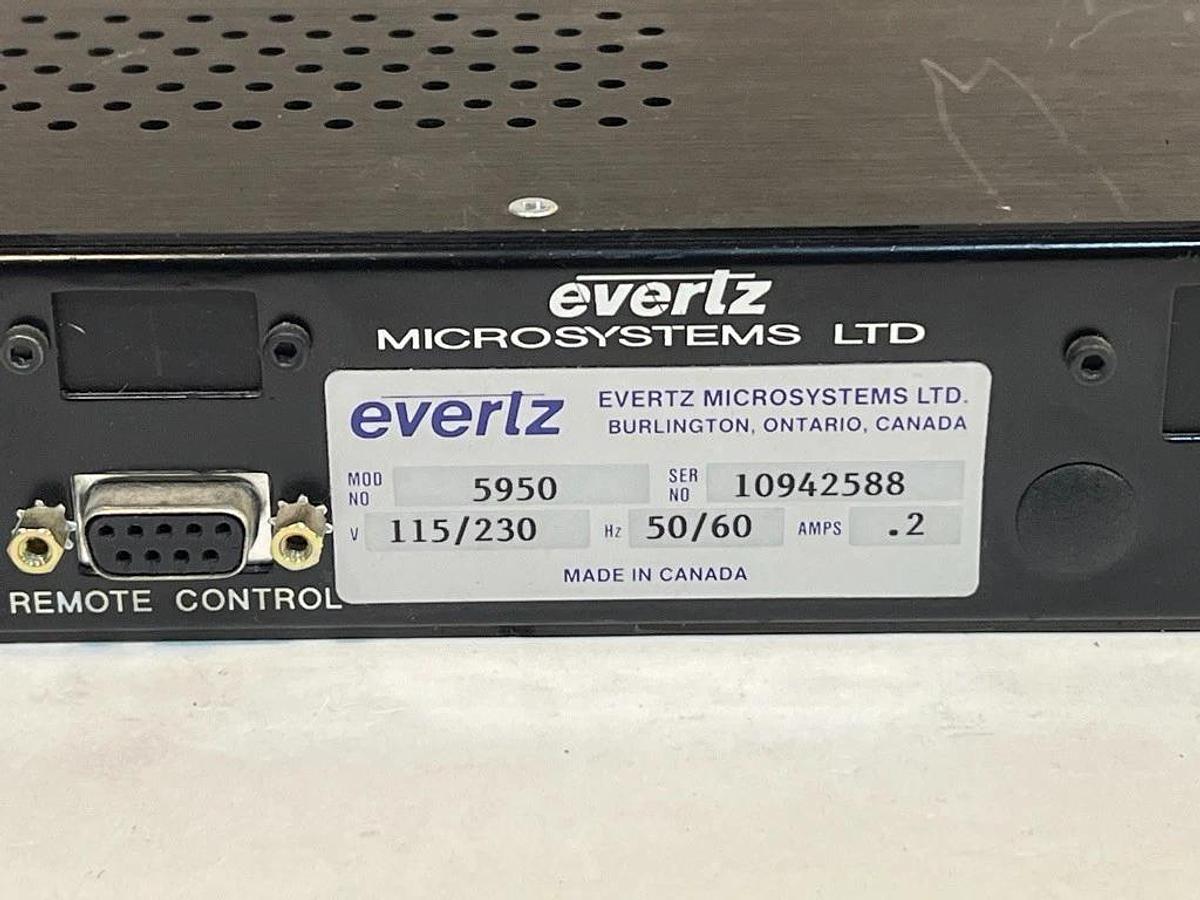 evertz
MICROSYSTEMS LTD
evertz EVERTZ MICROSYSTEMS LTD.
BURLINGTON, ONTARIO, CANADA
MOD NO 5950 SER NO 10942588
V 115/230 Hz 50/60 AMPS .2
MADE IN CANADA
REMOTE CONTROL